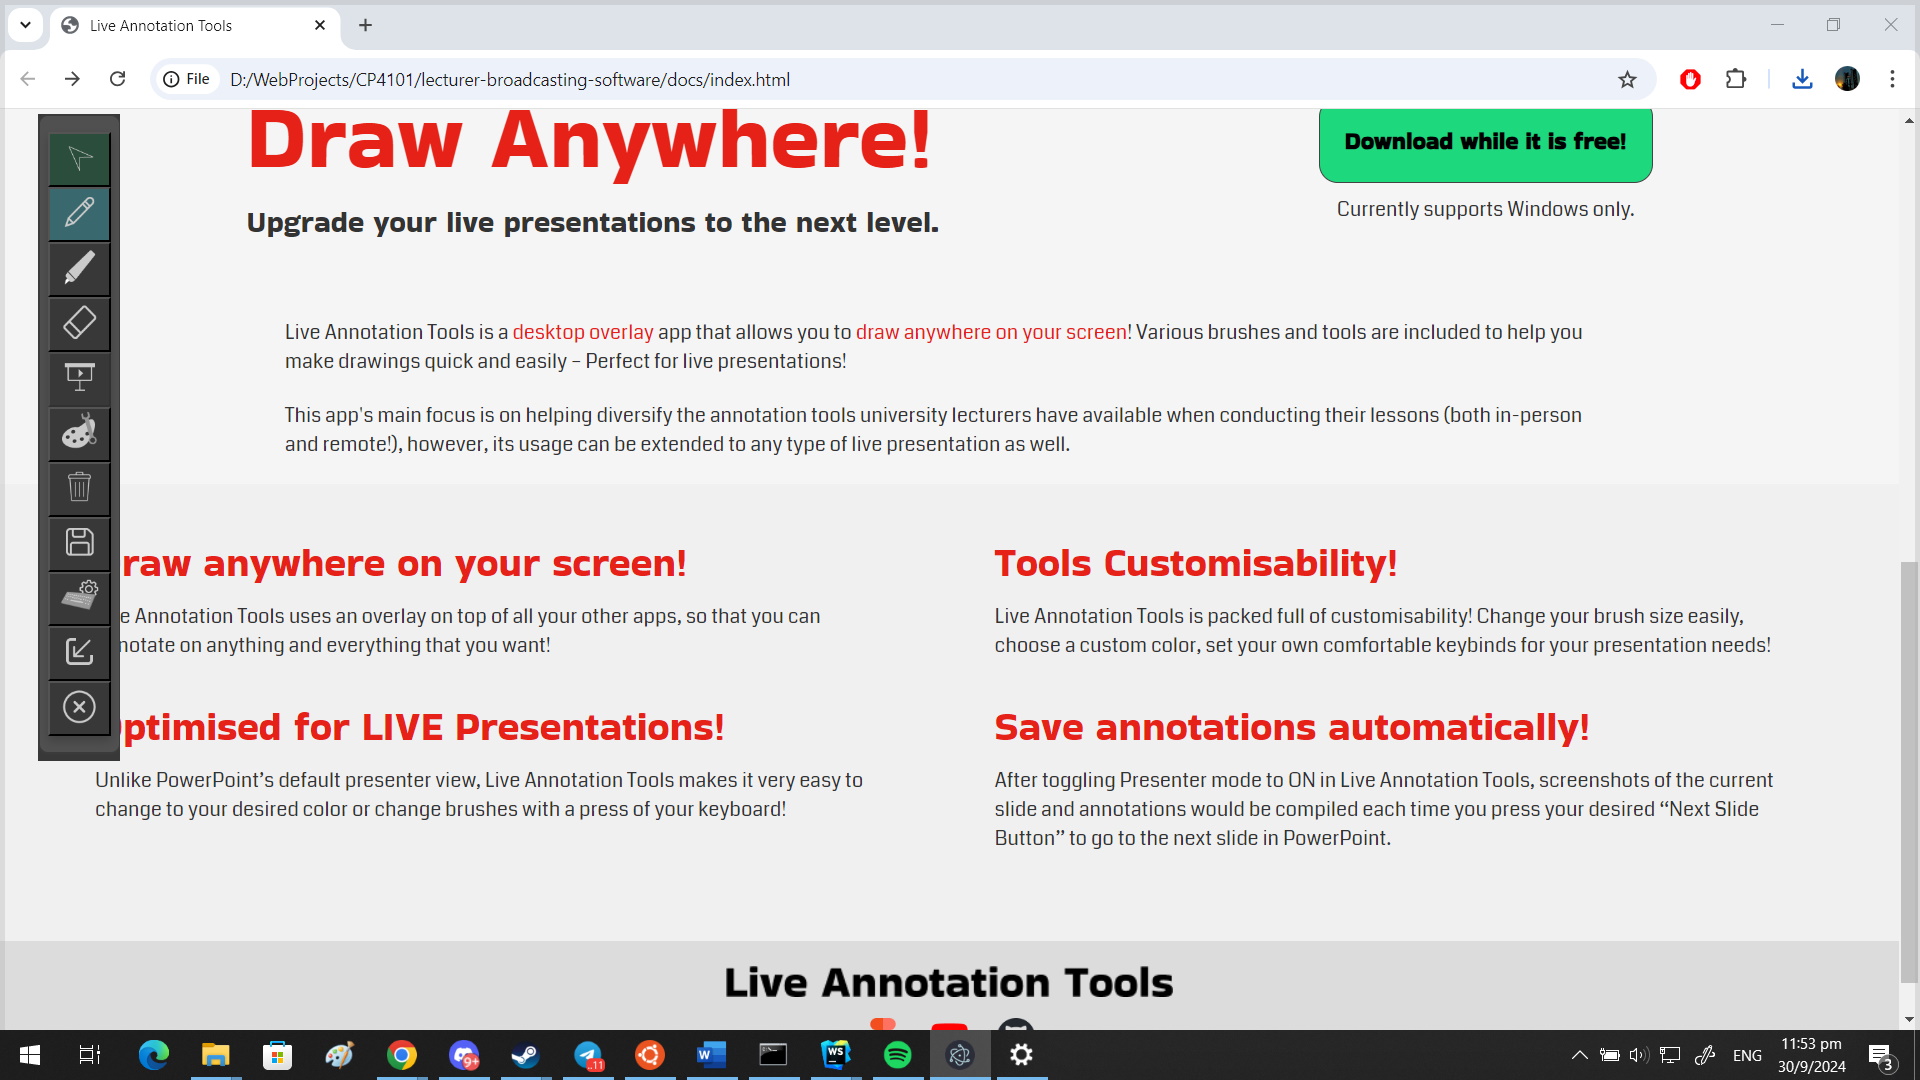 Live Annotation Tools
File
D:/WebProjects/CP4101/lecturer-broadcasting-software/docs/index.html
Draw Anywhere!
Download while it is free!
Upgrade your live presentations to the next level.
Currently supports Windows only.
Live Annotation Tools is a desktop overlay app that allows you to draw anywhere on your screen! Various brushes and tools are included to help you
make drawings quick and easily – Perfect for live presentations!
This app's main focus is on helping diversify the annotation tools university lecturers have available when conducting their lessons (both in-person
and remote!), however, its usage can be extended to any type of live presentation as well.
raw anywhere on your screen!
e Annotation Tools uses an overlay on top of all your other apps, so that you can
notate on anything and everything that you want!
Tools Customisability!
Live Annotation Tools is packed full of customisability! Change your brush size easily,
choose a custom color, set your own comfortable keybinds for your presentation needs!
ptimised for LIVE Presentations!
Unlike PowerPoint’s default presenter view, Live Annotation Tools makes it very easy to
change to your desired color or change brushes with a press of your keyboard!
Save annotations automatically!
After toggling Presenter mode to ON in Live Annotation Tools, screenshots of the current
slide and annotations would be compiled each time you press your desired “Next Slide
Button” to go to the next slide in PowerPoint.
Live Annotation Tools
9+
..11
W
WS
ENG
11:53 pm
30/9/2024
3